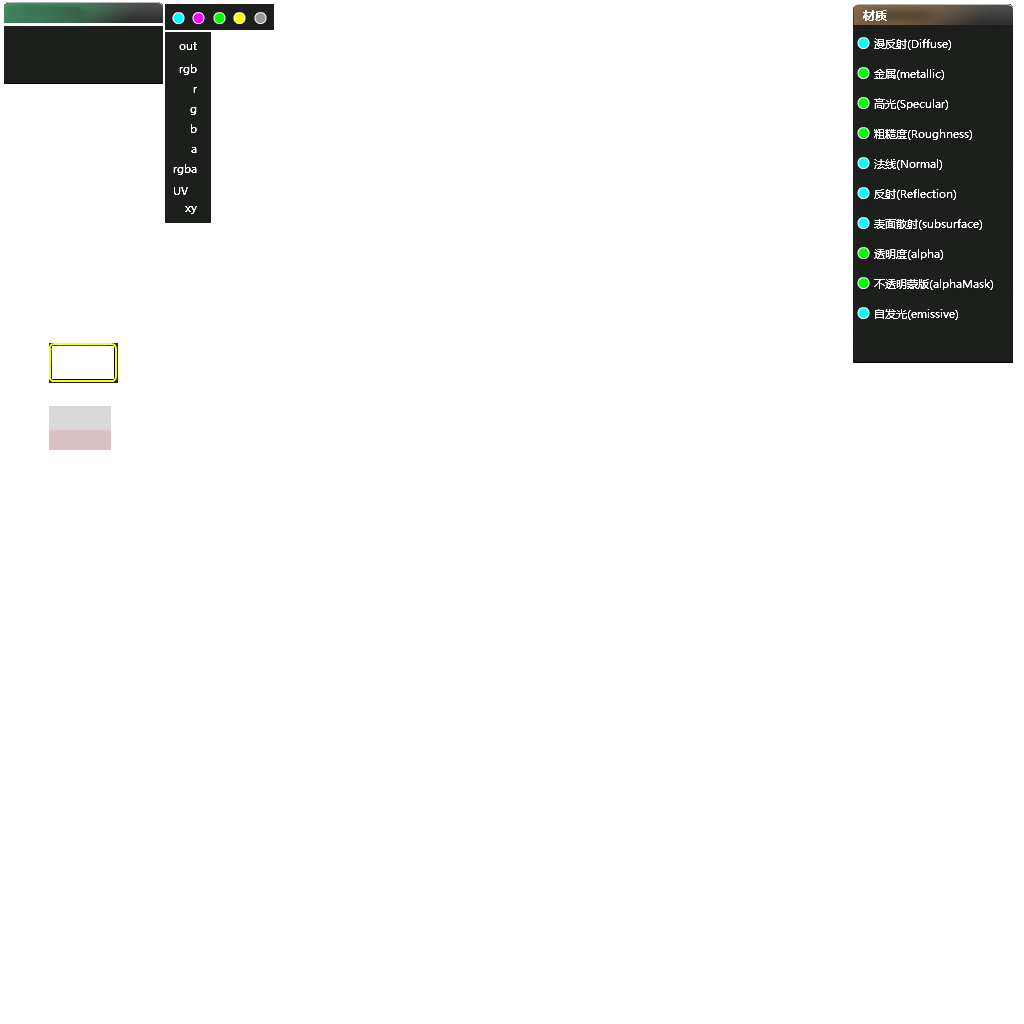 out
rgb
r
g
b
a
rgba
UV
xy
材质
漫反射(Diffuse)
金属(metallic)
高光(Specular)
粗糙度(Roughness)
法线(Normal)
反射(Reflection)
表面散射(subsurface)
透明度(alpha)
不透明蒙版(alphaMask)
自发光(emissive)